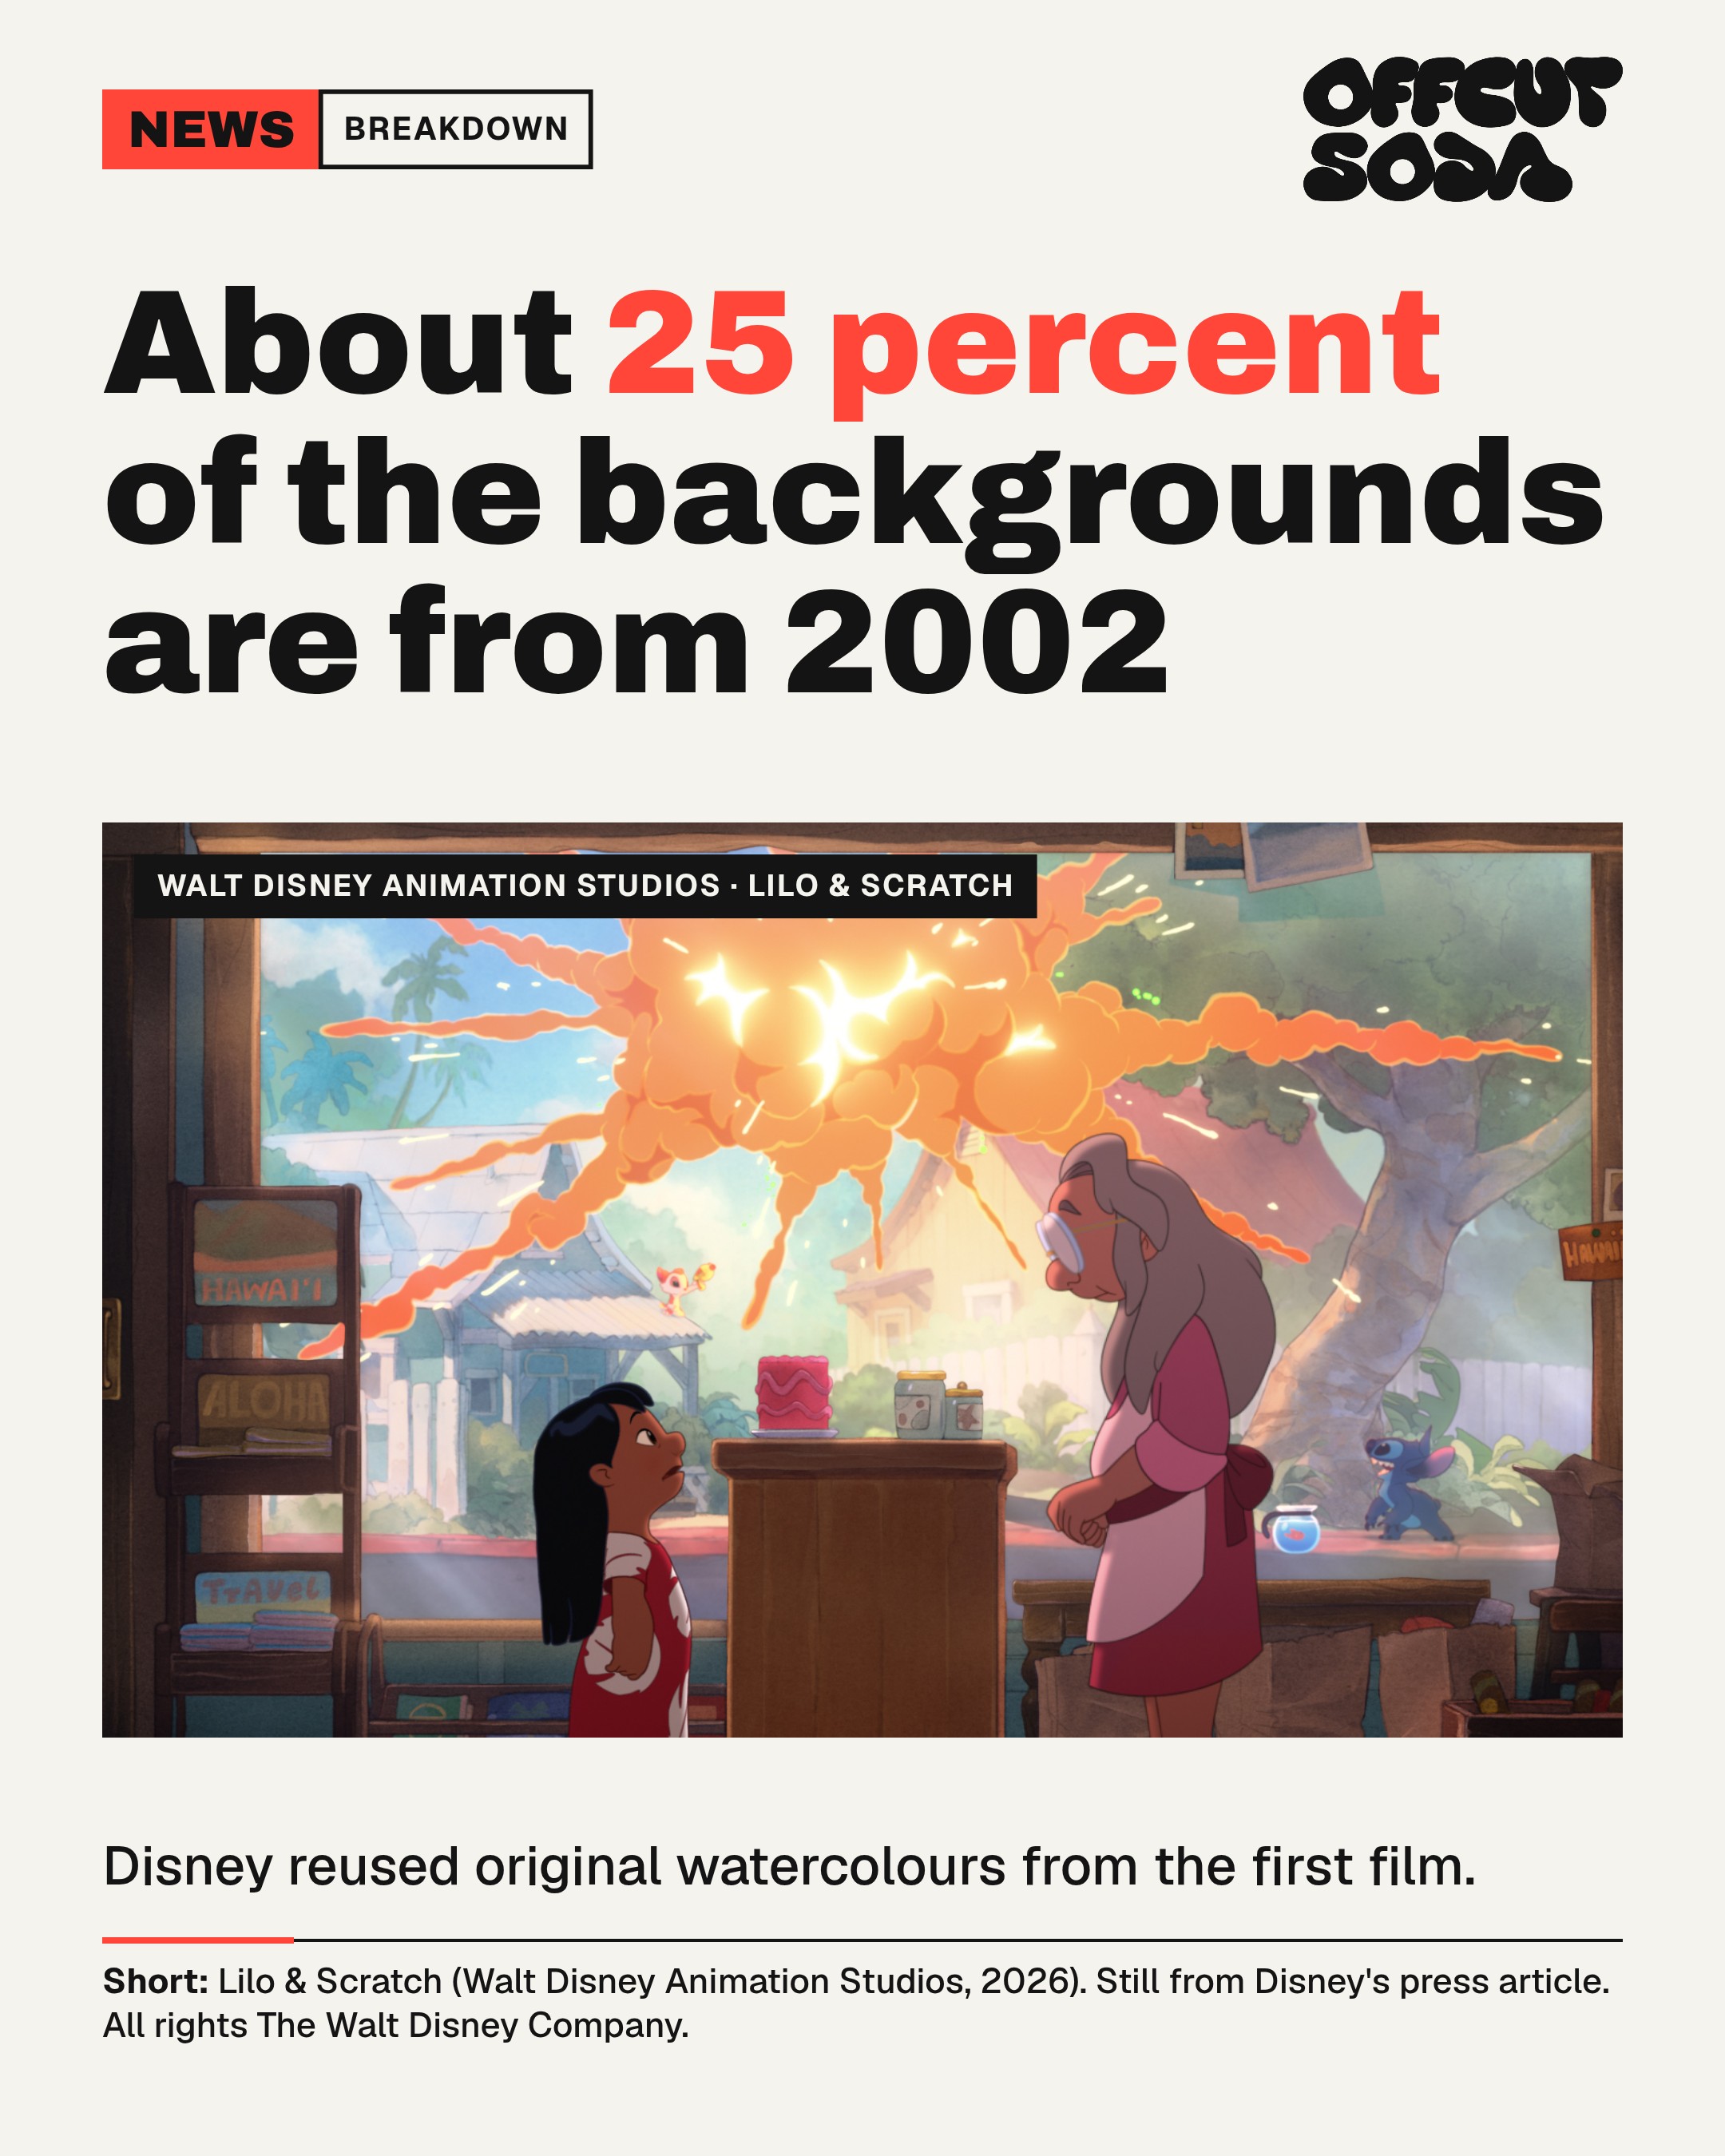 NEWS BREAKDOWN
OFFCUT
SODA
About 25 percent
of the backgrounds
are from 2002
WALT DISNEY ANIMATION STUDIOS · LILO & SCRATCH
HAWAI'I
HAWAI
ALOHA
TrAvel
Disney reused original watercolours from the first film.
Short: Lilo & Scratch (Walt Disney Animation Studios, 2026). Still from Disney's press article.
All rights The Walt Disney Company.